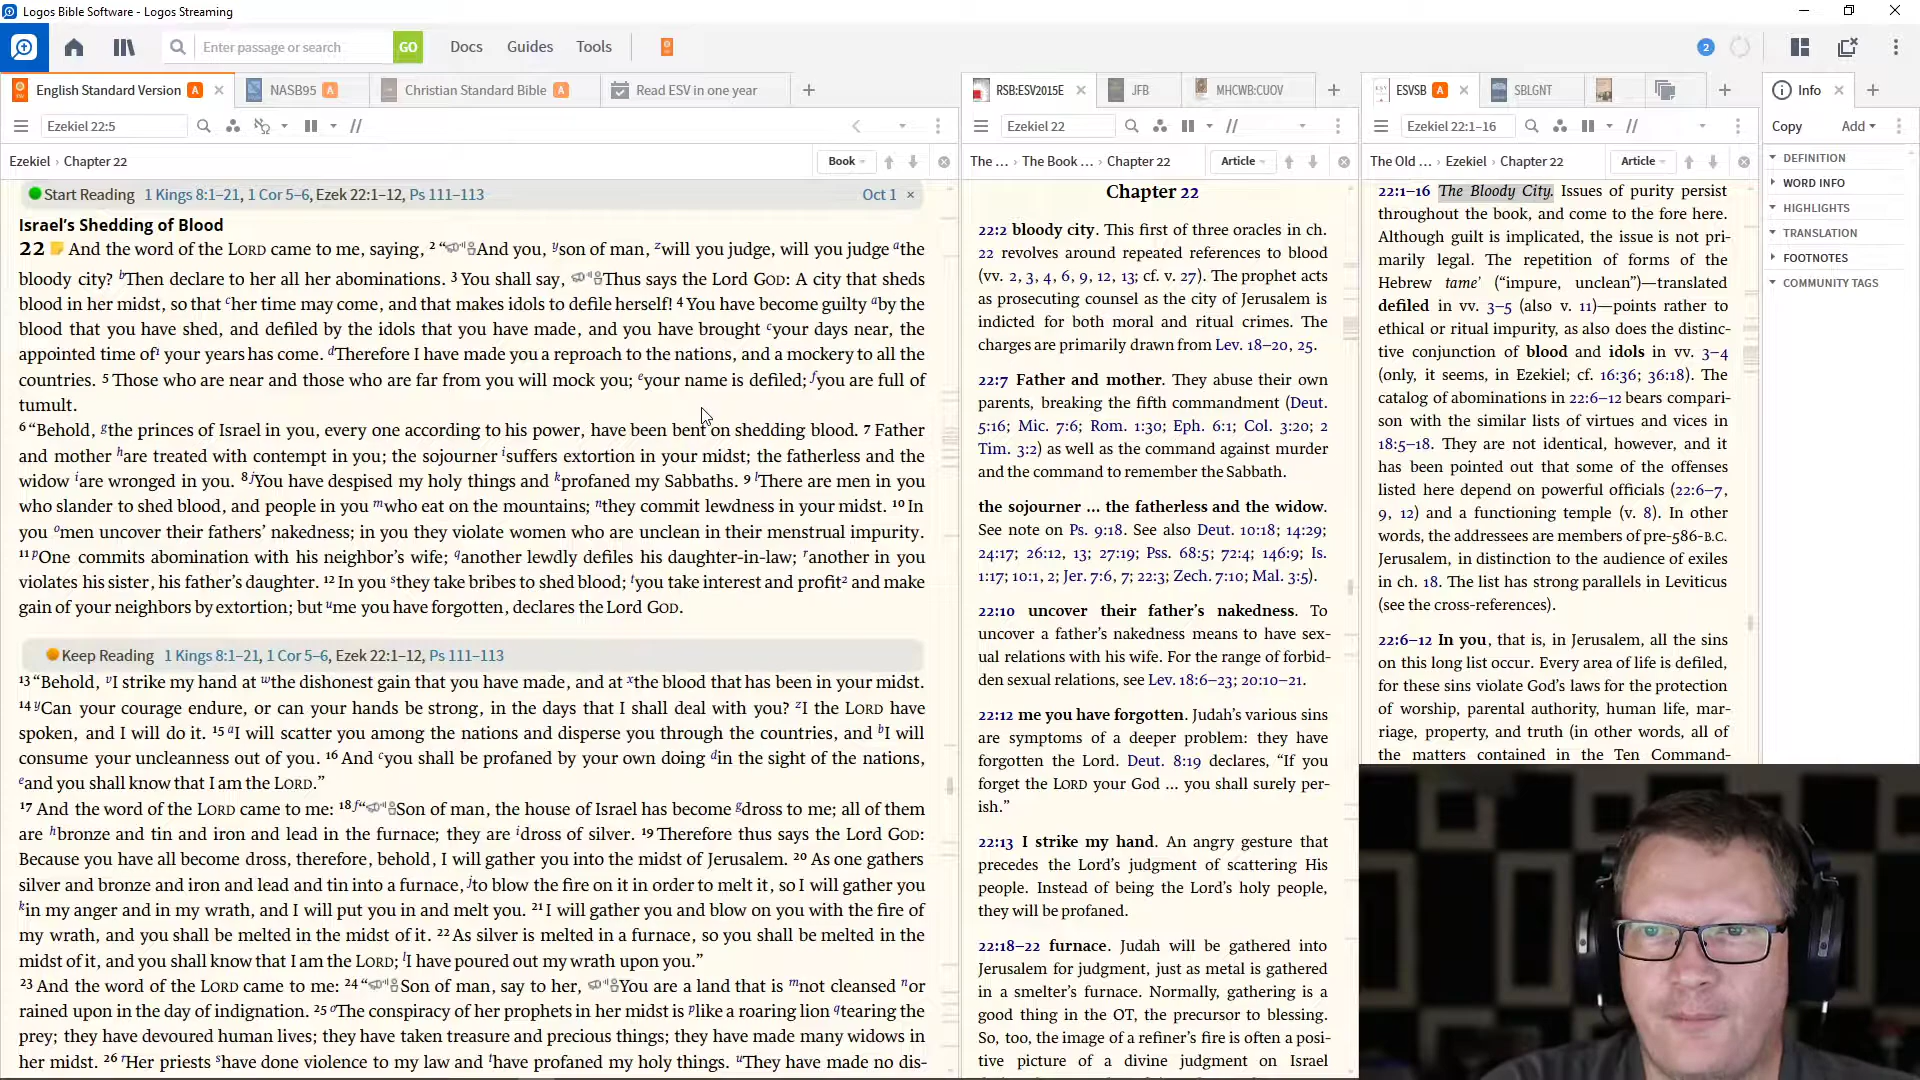 Logos Bible Software - Logos Streaming
Enter passage or search
GO
Docs
Guides
Tools
2
English Standard Version A
NASB95 A
Christian Standard Bible A
Read ESV in one year
Ezekiel 22:5
Ezekiel › Chapter 22
Book
Start Reading 1 Kings 8:1–21, 1 Cor 5–6, Ezek 22:1–12, Ps 111–113
Oct 1 ×
Israel's Shedding of Blood
22 And the word of the LORD came to me, saying, 2 “And you, y son of man, z will you judge, will you judge a the
bloody city? b Then declare to her all her abominations. 3 You shall say, Thus says the Lord GOD: A city that sheds
blood in her midst, so that c her time may come, and that makes idols to defile herself! 4 You have become guilty a by the
blood that you have shed, and defiled by the idols that you have made, and you have brought c your days near, the
appointed time of 1 your years has come. d Therefore I have made you a reproach to the nations, and a mockery to all the
countries. 5 Those who are near and those who are far from you will mock you; e your name is defiled; f you are full of
tumult.
6 “Behold, g the princes of Israel in you, every one according to his power, have been bent on shedding blood. 7 Father
and mother h are treated with contempt in you; the sojourner i suffers extortion in your midst; the fatherless and the
widow i are wronged in you. 8 j You have despised my holy things and k profaned my Sabbaths. 9 l There are men in you
who slander to shed blood, and people in you m who eat on the mountains; n they commit lewdness in your midst. 10 In
you o men uncover their fathers’ nakedness; in you they violate women who are unclean in their menstrual impurity.
11 p One commits abomination with his neighbor’s wife; q another lewdly defiles his daughter-in-law; r another in you
violates his sister, his father’s daughter. 12 In you s they take bribes to shed blood; t you take interest and profit 2 and make
gain of your neighbors by extortion; but u me you have forgotten, declares the Lord GOD.
Keep Reading 1 Kings 8:1–21, 1 Cor 5–6, Ezek 22:1–12, Ps 111–113
13 “Behold, v I strike my hand at w the dishonest gain that you have made, and at x the blood that has been in your midst.
14 y Can your courage endure, or can your hands be strong, in the days that I shall deal with you? z I the LORD have
spoken, and I will do it. 15 a I will scatter you among the nations and disperse you through the countries, and b I will
consume your uncleanness out of you. 16 And c you shall be profaned by your own doing d in the sight of the nations,
e and you shall know that I am the LORD.”
17 And the word of the LORD came to me: 18 f “Son of man, the house of Israel has become g dross to me; all of them
are h bronze and tin and iron and lead in the furnace; they are i dross of silver. 19 Therefore thus says the Lord GOD:
Because you have all become dross, therefore, behold, I will gather you into the midst of Jerusalem. 20 As one gathers
silver and bronze and iron and lead and tin into a furnace, j to blow the fire on it in order to melt it, so I will gather you
k in my anger and in my wrath, and I will put you in and melt you. 21 I will gather you and blow on you with the fire of
my wrath, and you shall be melted in the midst of it. 22 As silver is melted in a furnace, so you shall be melted in the
midst of it, and you shall know that I am the LORD; l I have poured out my wrath upon you.”
23 And the word of the LORD came to me: 24 “Son of man, say to her, You are a land that is m not cleansed n or
rained upon in the day of indignation. 25 o The conspiracy of her prophets in her midst is p like a roaring lion q tearing the
prey; they have devoured human lives; they have taken treasure and precious things; they have made many widows in
her midst. 26 r Her priests s have done violence to my law and t have profaned my holy things. u They have made no dis-
RSB:ESV2015E
JFB
MHCWB:CUOV
Ezekiel 22
The ... › The Book ... › Chapter 22
Article
Chapter 22
22:2 bloody city. This first of three oracles in ch.
22 revolves around repeated references to blood
(vv. 2, 3, 4, 6, 9, 12, 13; cf. v. 27). The prophet acts
as prosecuting counsel as the city of Jerusalem is
indicted for both moral and ritual crimes. The
charges are primarily drawn from Lev. 18–20, 25.
22:7 Father and mother. They abuse their own
parents, breaking the fifth commandment (Deut.
5:16; Mic. 7:6; Rom. 1:30; Eph. 6:1; Col. 3:20; 2
Tim. 3:2) as well as the command against murder
and the command to remember the Sabbath.
the sojourner ... the fatherless and the widow.
See note on Ps. 9:18. See also Deut. 10:18; 14:29;
24:17; 26:12, 13; 27:19; Pss. 68:5; 72:4; 146:9; Is.
1:17; 10:1, 2; Jer. 7:6, 7; 22:3; Zech. 7:10; Mal. 3:5).
22:10 uncover their father’s nakedness. To
uncover a father’s nakedness means to have sex-
ual relations with his wife. For the range of forbid-
den sexual relations, see Lev. 18:6–23; 20:10–21.
22:12 me you have forgotten. Judah’s various sins
are symptoms of a deeper problem: they have
forgotten the Lord. Deut. 8:19 declares, “If you
forget the LORD your God ... you shall surely per-
ish.”
22:13 I strike my hand. An angry gesture that
precedes the Lord’s judgment of scattering His
people. Instead of being the Lord’s holy people,
they will be profaned.
22:18–22 furnace. Judah will be gathered into
Jerusalem for judgment, just as metal is gathered
in a smelter’s furnace. Normally, gathering is a
good thing in the OT, the precursor to blessing.
So, too, the image of a refiner’s fire is often a posi-
tive picture of a divine judgment on Israel
ESVSB A
SBLGNT
Ezekiel 22:1–16
The Old ... › Ezekiel › Chapter 22
Article
22:1–16 The Bloody City. Issues of purity persist
throughout the book, and come to the fore here.
Although guilt is implicated, the issue is not pri-
marily legal. The repetition of forms of the
Hebrew tame’ (“impure, unclean”)—translated
defiled in vv. 3–5 (also v. 11)—points rather to
ethical or ritual impurity, as also does the distinc-
tive conjunction of blood and idols in vv. 3–4
(only, it seems, in Ezekiel; cf. 16:36; 36:18). The
catalog of abominations in 22:6–12 bears compari-
son with the similar lists of virtues and vices in
18:5–18. They are not identical, however, and it
has been pointed out that some of the offenses
listed here depend on powerful officials (22:6–7,
9, 12) and a functioning temple (v. 8). In other
words, the addressees are members of pre-586-B.C.
Jerusalem, in distinction to the audience of exiles
in ch. 18. The list has strong parallels in Leviticus
(see the cross-references).
22:6–12 In you, that is, in Jerusalem, all the sins
on this long list occur. Every area of life is defiled,
for these sins violate God’s laws for the protection
of worship, parental authority, human life, mar-
riage, property, and truth (in other words, all of
the matters contained in the Ten Command-
Info
Copy
Add
DEFINITION
WORD INFO
HIGHLIGHTS
TRANSLATION
FOOTNOTES
COMMUNITY TAGS